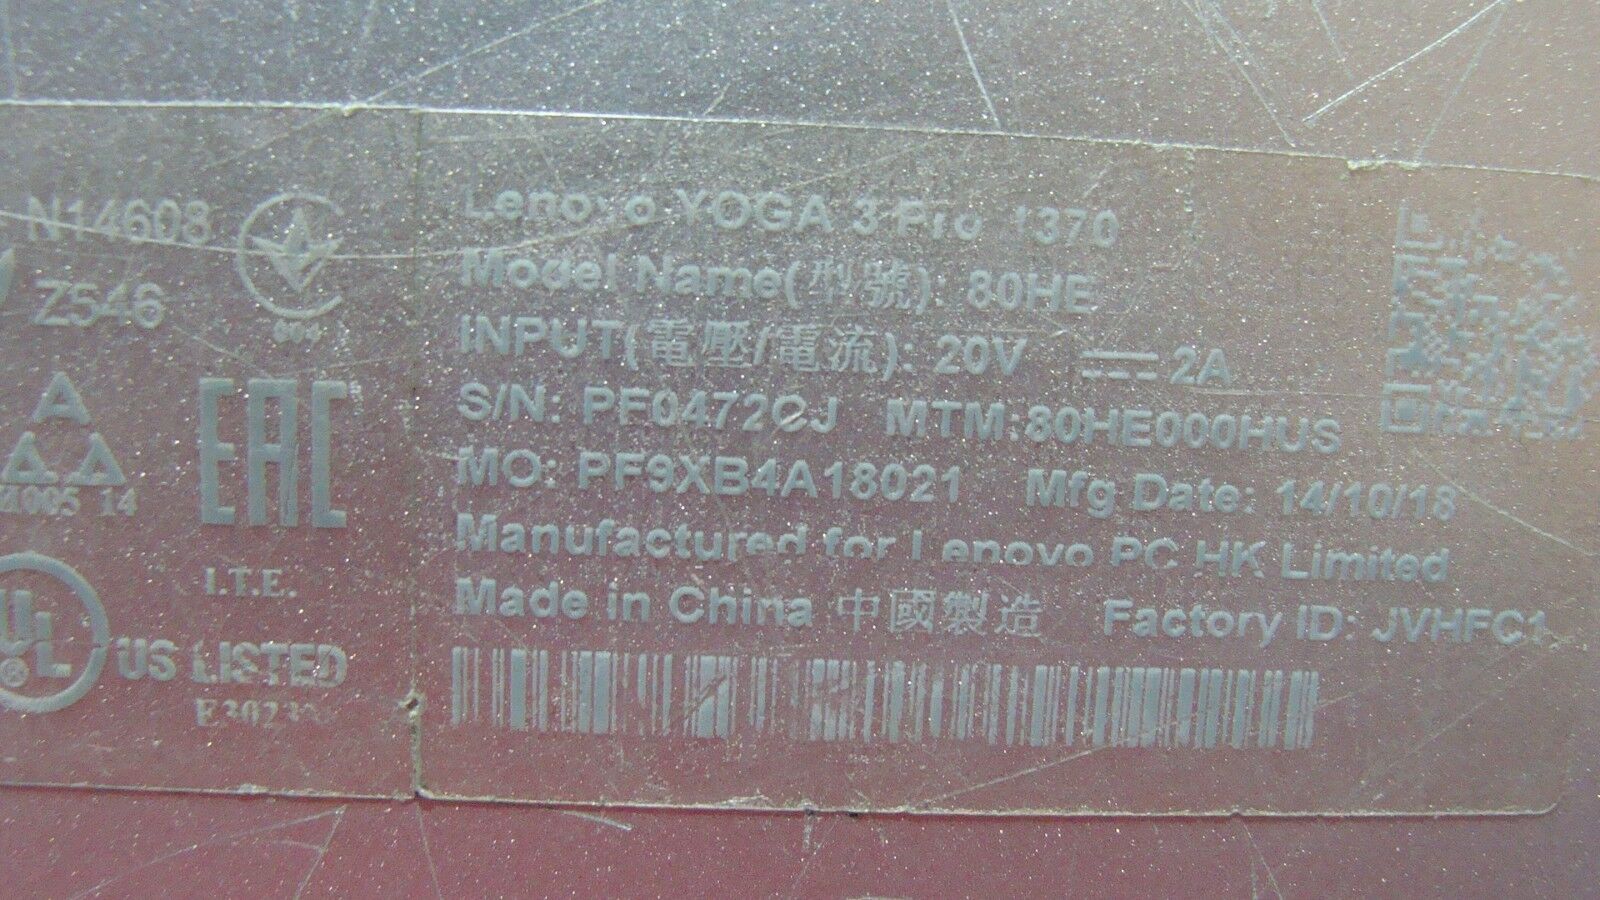 N14608
Z546
604
EAC
I.T.E.
UL
US LISTED
Lenovo YOGA 3 Pro 1370
Model Name(型號): 80HE
INPUT(電壓/電流): 20V ⎓ 2A
S/N: PF0472CJ MTM:80HE000HUS
MO: PF9XB4A18021 Mfg Date: 14/10/18
Manufactured for Lenovo PC HK Limited
Made in China 中國製造 Factory ID: JVHFC1